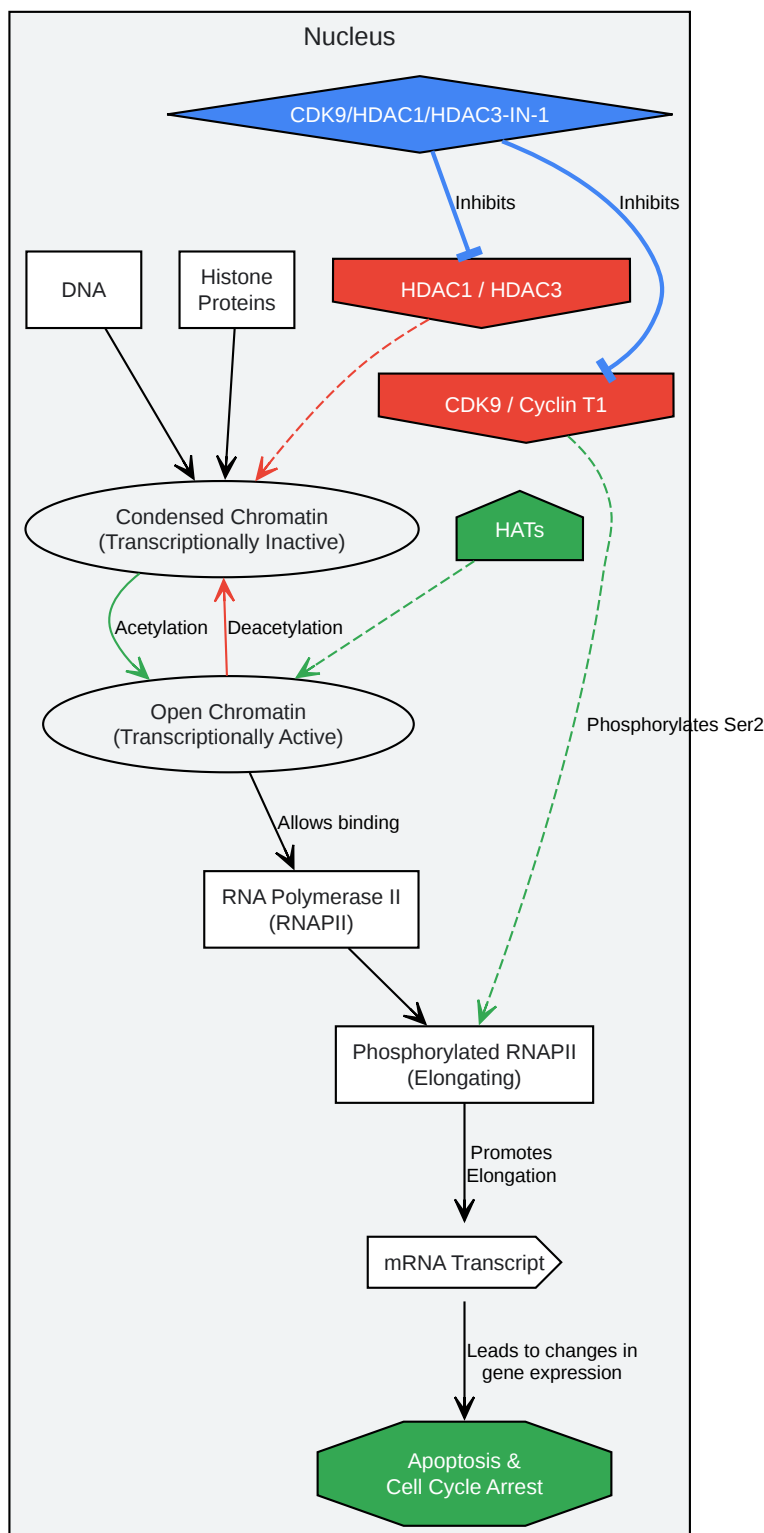 Nucleus
CDK9/HDAC1/HDAC3-IN-1
Inhibits
Inhibits
DNA
Histone
Proteins
HDAC1 / HDAC3
CDK9 / Cyclin T1
Condensed Chromatin
(Transcriptionally Inactive)
HATs
Acetylation
Deacetylation
Open Chromatin
(Transcriptionally Active)
Phosphorylates Ser2
Allows binding
RNA Polymerase II
(RNAPII)
Phosphorylated RNAPII
(Elongating)
Promotes
Elongation
mRNA Transcript
Leads to changes in
gene expression
Apoptosis &
Cell Cycle Arrest